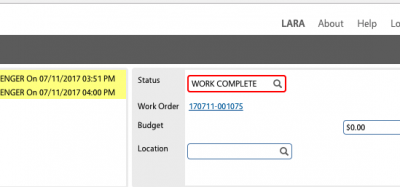 LARA About Help Lo
ENGER On 07/11/2017 03:51 PM
ENGER On 07/11/2017 04:00 PM
Status WORK COMPLETE
Work Order 170711-001075
Budget $0.00
Location